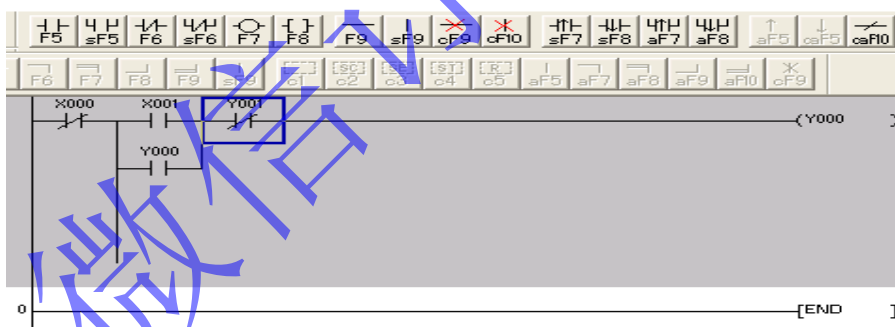 F5 sF5 F6 sF6 F7 F8 F9 sF9 cF9 cF10 sF7 sF8 aF7 aF8 aF5 caF5 caF10
F6 F7 F8 F9 sF9 c1 c2 c3 c4 c5 aF5 aF7 aF8 aF9 aF10 cF9
X000 X001 Y001
(Y000 )
Y000
0 [END ]
微信